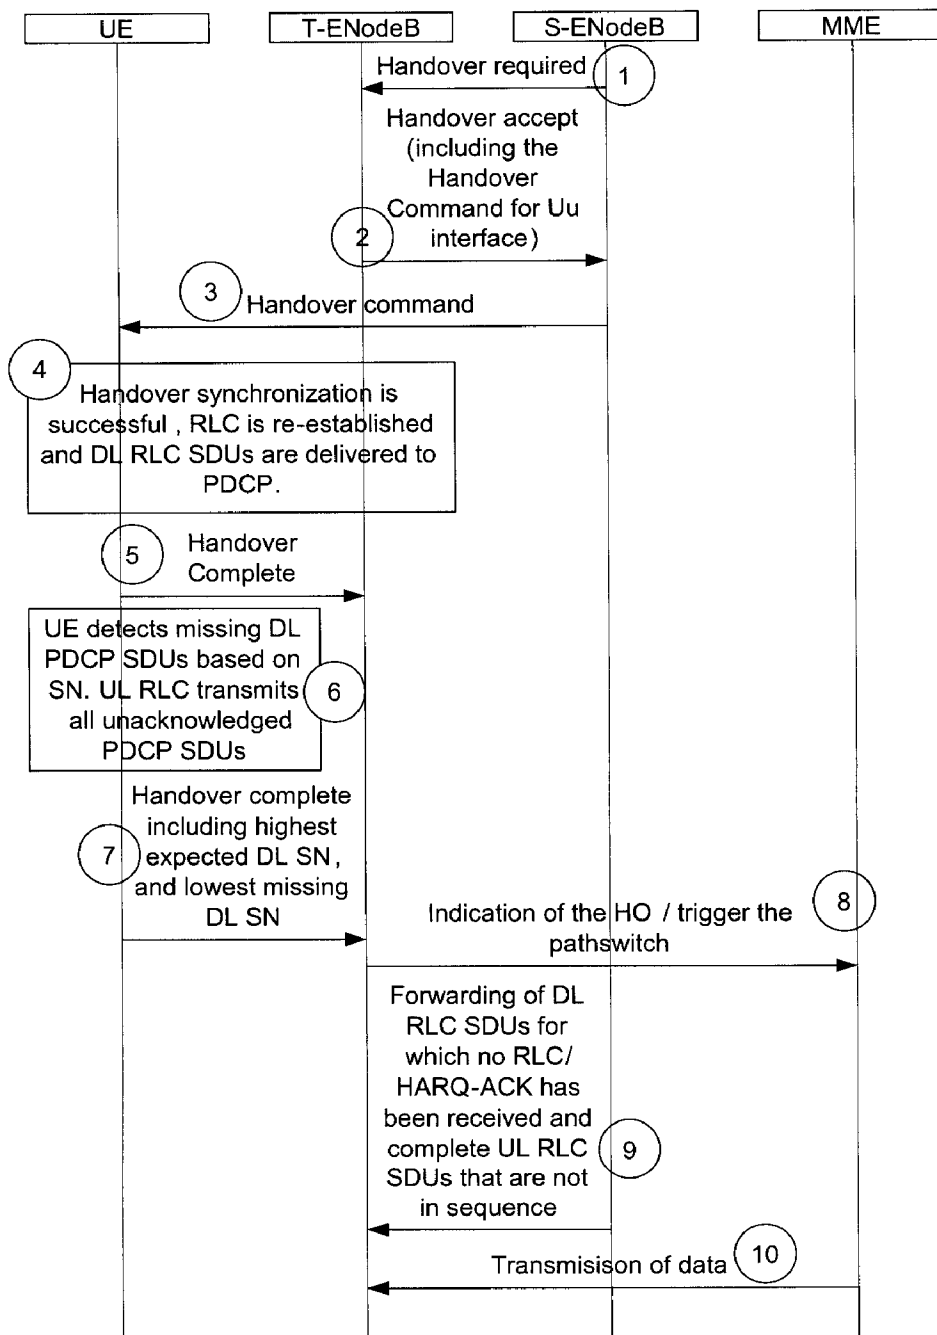 UE T-ENodeB S-ENodeB MME
Handover required 1
Handover accept
(including the
Handover
Command for Uu
2 interface)
3 Handover command
4
Handover synchronization is
successful , RLC is re-established
and DL RLC SDUs are delivered to
PDCP.
5 Handover
Complete
UE detects missing DL
PDCP SDUs based on
SN. UL RLC transmits 6
all unacknowledged
PDCP SDUs
Handover complete
including highest
7 expected DL SN,
and lowest missing
DL SN
8
Indication of the HO / trigger the
pathswitch
Forwarding of DL
RLC SDUs for
which no RLC/
HARQ-ACK has
been received and
complete UL RLC 9
SDUs that are not
in sequence
Transmisison of data 10